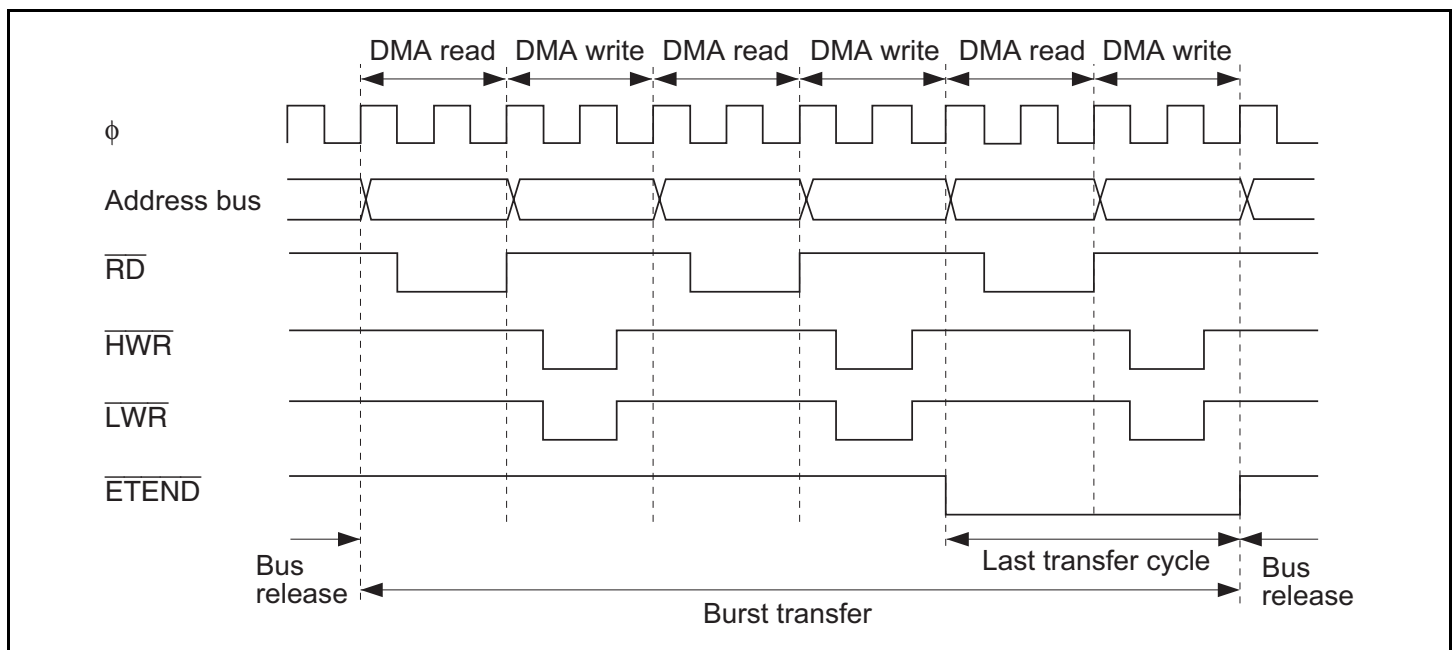 DMA read DMA write DMA read DMA write DMA read DMA write
φ
Address bus
RD
HWR
LWR
ETEND
Last transfer cycle
Bus release
Bus release
Burst transfer